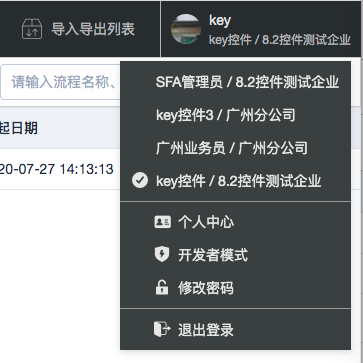 导入导出列表
key
key控件 / 8.2控件测试企业
请输入流程名称、
SFA管理员 / 8.2控件测试企业
key控件3 / 广州分公司
起日期
广州业务员 / 广州分公司
20-07-27 14:13:13
key控件 / 8.2控件测试企业
个人中心
开发者模式
修改密码
退出登录